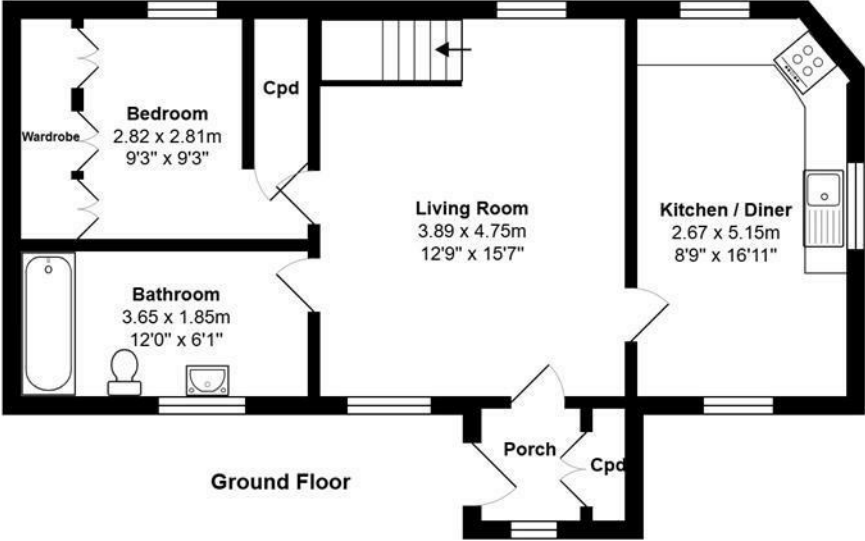 Bedroom
2.82 x 2.81m
9'3" x 9'3"
Wardrobe
Cpd
Living Room
3.89 x 4.75m
12'9" x 15'7"
Kitchen / Diner
2.67 x 5.15m
8'9" x 16'11"
Bathroom
3.65 x 1.85m
12'0" x 6'1"
Porch
Cpd
Ground Floor